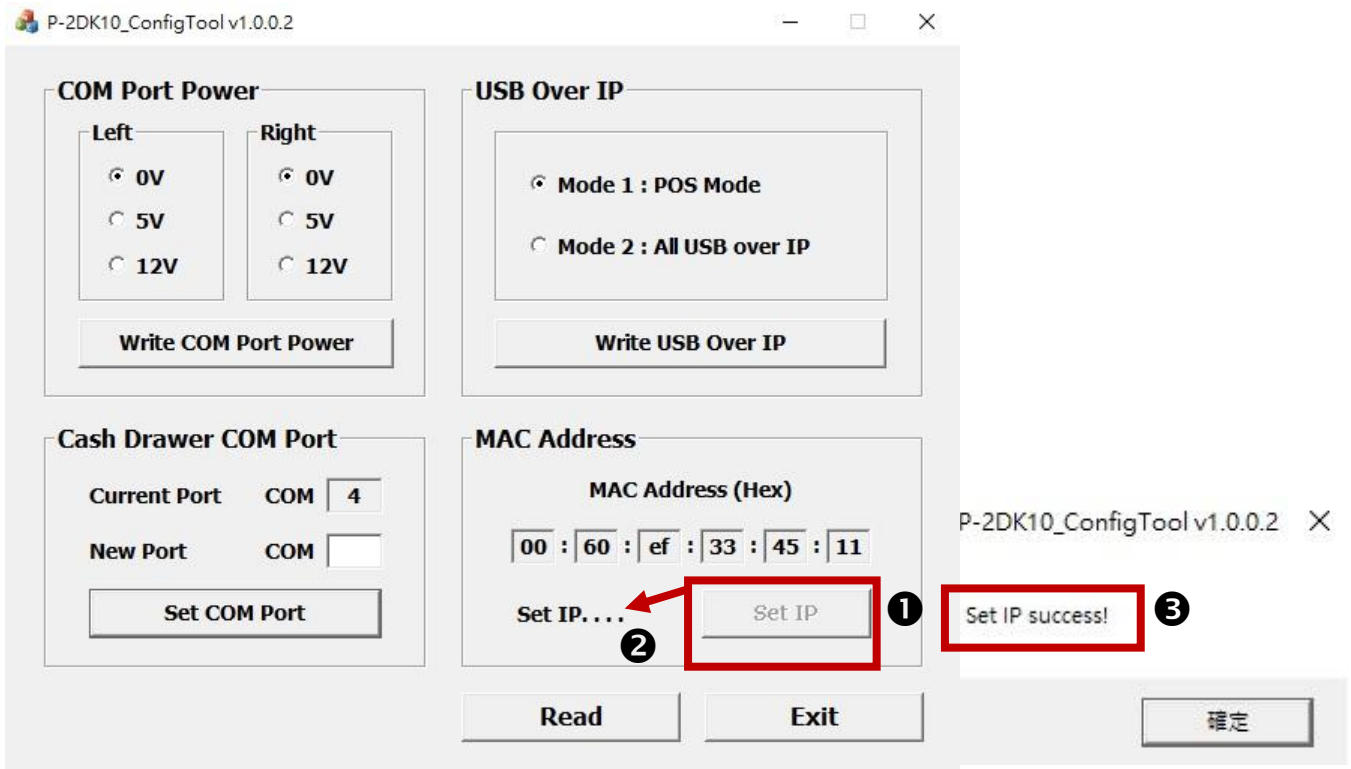 P-2DK10_ConfigTool v1.0.0.2
COM Port Power
Left
0V
5V
12V
Right
0V
5V
12V
Write COM Port Power
USB Over IP
Mode 1 : POS Mode
Mode 2 : All USB over IP
Write USB Over IP
Cash Drawer COM Port
Current Port COM 4
New Port COM
Set COM Port
MAC Address
MAC Address (Hex)
00 : 60 : ef : 33 : 45 : 11
Set IP....
Set IP
❶
❷
Read
Exit
P-2DK10_ConfigTool v1.0.0.2
Set IP success!
❸
確定